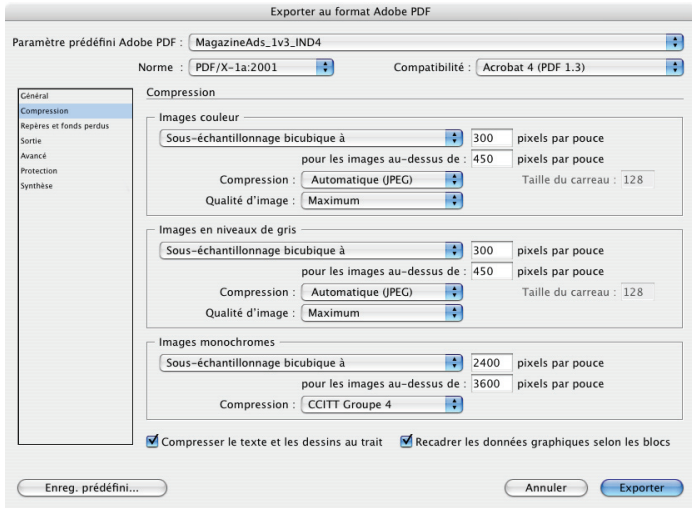 Exporter au format Adobe PDF
Paramètre prédéfini Adobe PDF : MagazineAds_1v3_IND4
Norme : PDF/X-1a:2001 Compatibilité : Acrobat 4 (PDF 1.3)
Général
Compression
Repères et fonds perdus
Sortie
Avancé
Protection
Synthèse
Compression
Images couleur
Sous-échantillonnage bicubique à 300 pixels par pouce
pour les images au-dessus de : 450 pixels par pouce
Compression : Automatique (JPEG) Taille du carreau : 128
Qualité d'image : Maximum
Images en niveaux de gris
Sous-échantillonnage bicubique à 300 pixels par pouce
pour les images au-dessus de : 450 pixels par pouce
Compression : Automatique (JPEG) Taille du carreau : 128
Qualité d'image : Maximum
Images monochromes
Sous-échantillonnage bicubique à 2400 pixels par pouce
pour les images au-dessus de : 3600 pixels par pouce
Compression : CCITT Groupe 4
Compresser le texte et les dessins au trait Recadrer les données graphiques selon les blocs
Enreg. prédéfini... Annuler Exporter